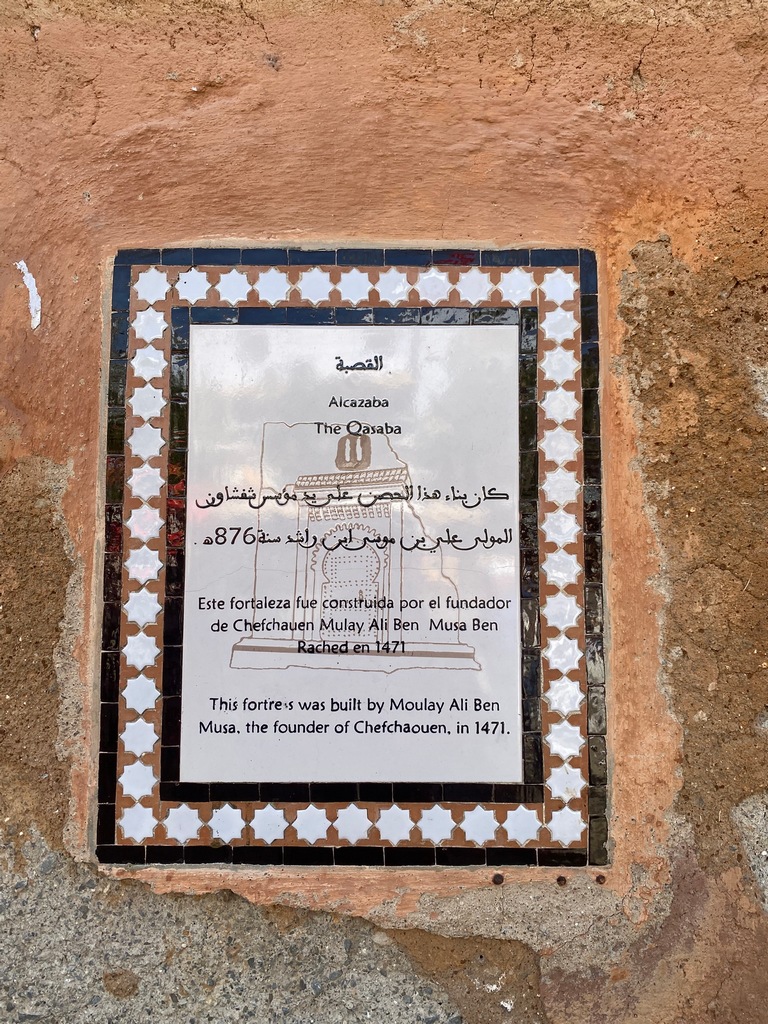 القصبة
Alcazaba
The Qasaba
كان بناء هذا الحصن على يد مؤسس شفشاون
المولى علي بن موسى ابن راشد سنة 876هـ .
Este fortaleza fue construida por el fundador
de Chefchauen Mulay Ali Ben Musa Ben
Rached en 1471
This fortress was built by Moulay Ali Ben
Musa, the founder of Chefchaouen, in 1471.